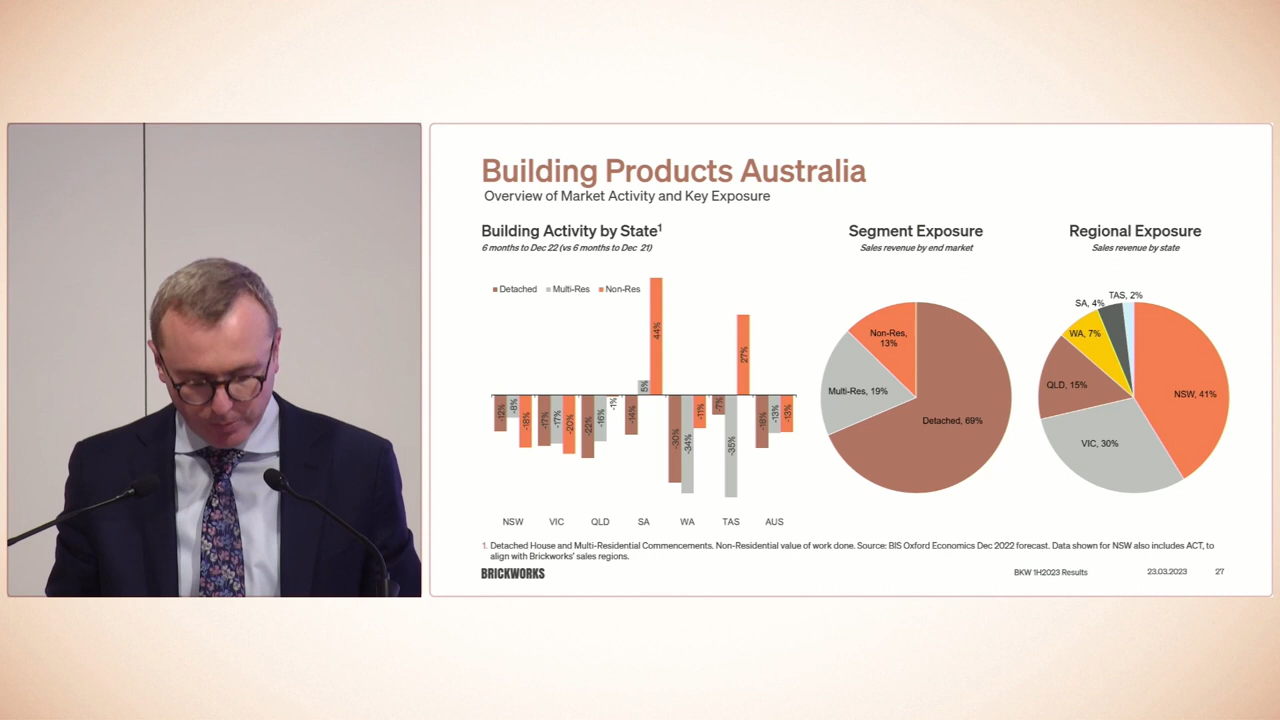 Building Products Australia
Overview of Market Activity and Key Exposure
Building Activity by State1
6 months to Dec 22 (vs 6 months to Dec 21)
Detached Multi-Res Non-Res
-12%
-8%
-18%
-17%
-17%
-20%
-22%
-16%
-1%
-14%
5%
44%
-30%
-34%
-11%
-7%
-35%
27%
-18%
-13%
-13%
NSW VIC QLD SA WA TAS AUS
Segment Exposure
Sales revenue by end market
Non-Res,
13%
Multi-Res, 19%
Detached, 69%
Regional Exposure
Sales revenue by state
TAS, 2%
SA, 4%
WA, 7%
QLD, 15%
NSW, 41%
VIC, 30%
1. Detached House and Multi-Residential Commencements. Non-Residential value of work done. Source: BIS Oxford Economics Dec 2022 forecast. Data shown for NSW also includes ACT, to
align with Brickworks' sales regions.
BRICKWORKS
BKW 1H2023 Results 23.03.2023 27